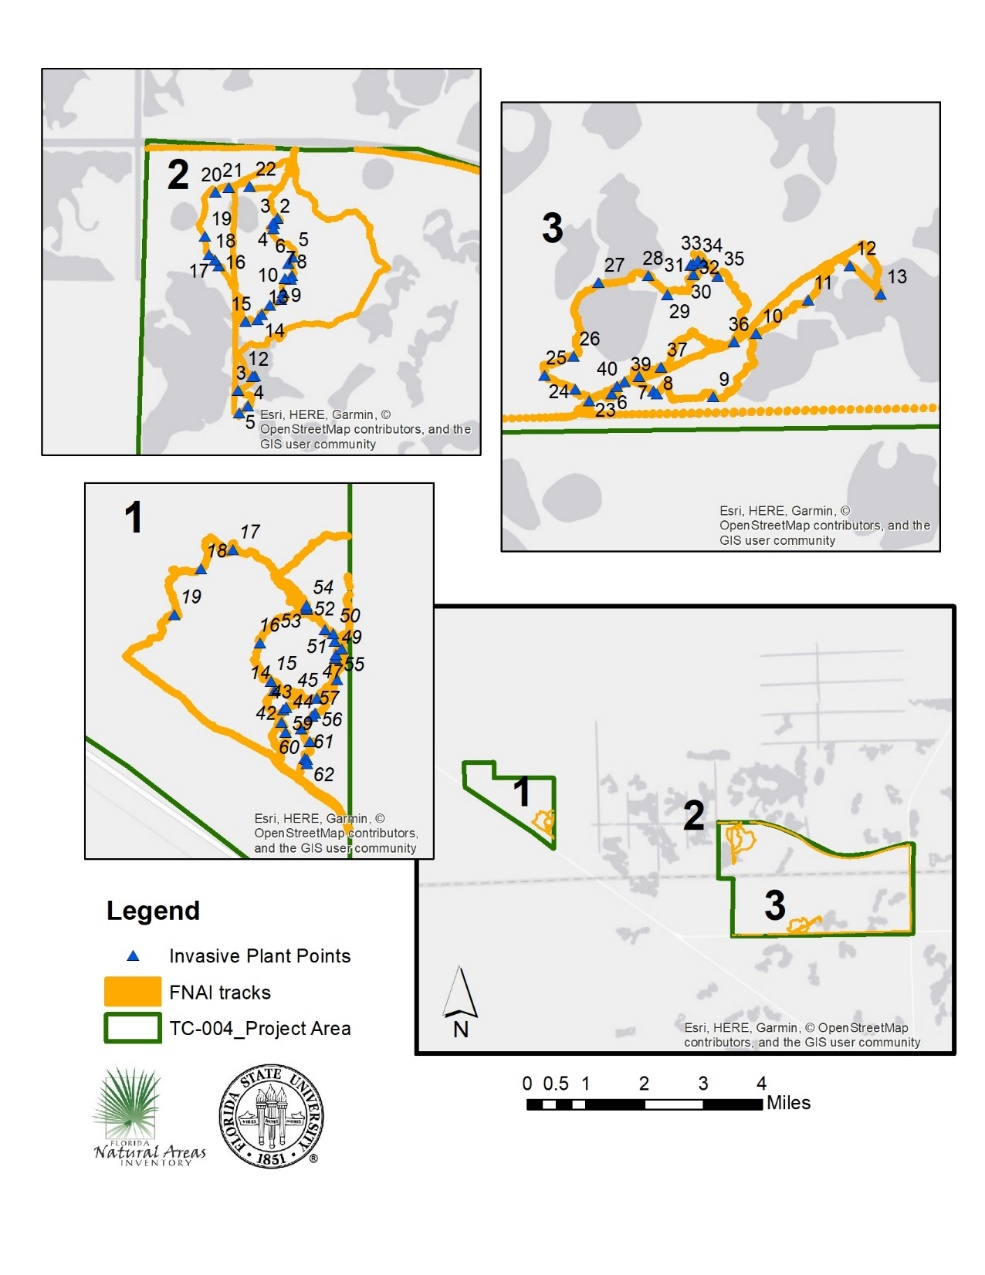 2
20 21 22
3 2
19
4 6 5
18
7 8
17 16
10
13 9
15
14
12
3
4
5
Esri, HERE, Garmin, ©
OpenStreetMap contributors, and the
GIS user community
3
33 34
12
27 28 31 32 35
13
11
30
29
10
36
26
37
25
39
40
9
24
8
7
6
23
Esri, HERE, Garmin, ©
OpenStreetMap contributors, and the
GIS user community
1
17
18
19
54
52
53
50
16
49
51
55
15
14 47
45
43
57
44
42
56
59
61
60
62
Esri, HERE, Garmin, ©
OpenStreetMap contributors,
and the GIS user community
1
2
3
N
Esri, HERE, Garmin, © OpenStreetMap
contributors, and the GIS user community
Legend
Invasive Plant Points
FNAI tracks
TC-004_Project Area
0 0.5 1 2 3 4
Miles
FLORIDA
Natural Areas
INVENTORY
FLORIDA STATE UNIVERSITY
1851
®